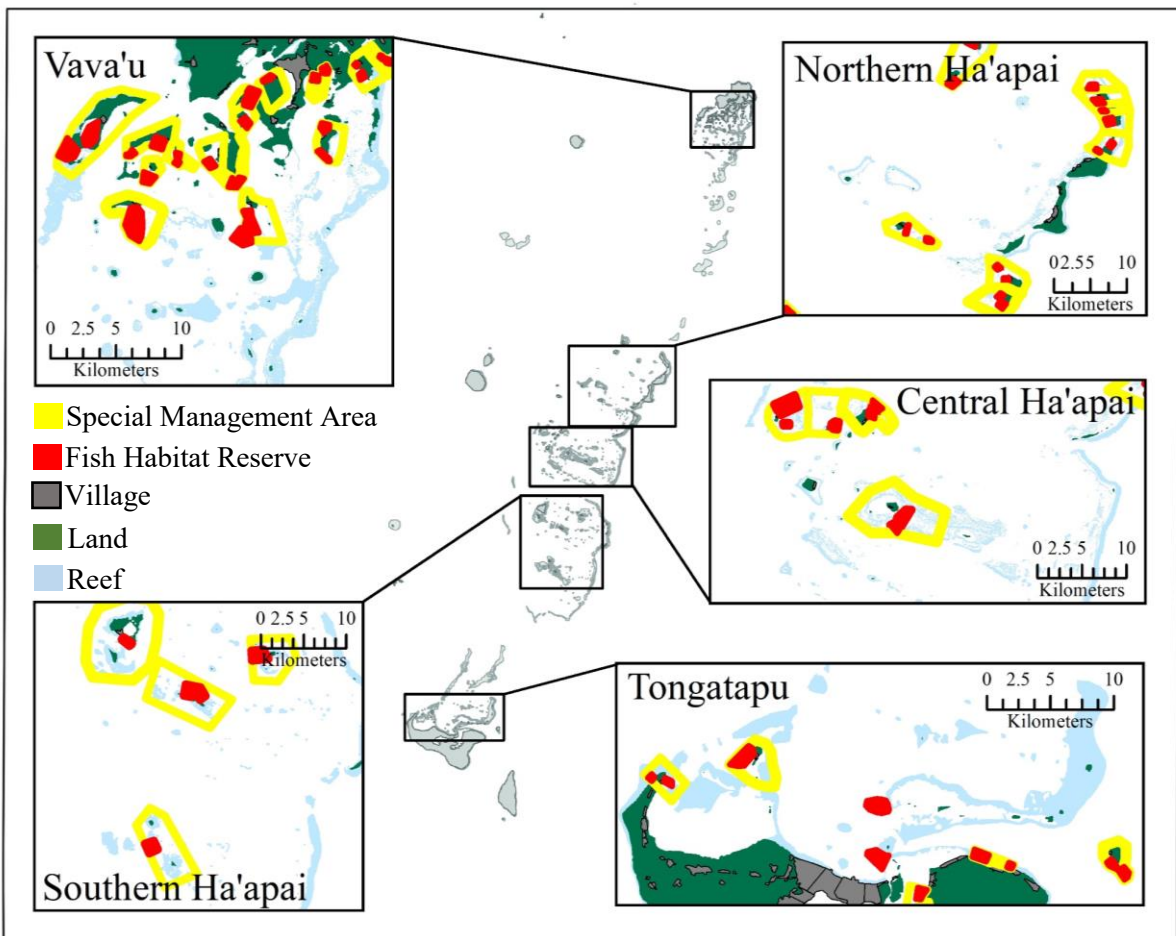 Vava'u
0 2.5 5 10
Kilometers
Northern Ha'apai
02.55 10
Kilometers
Special Management Area
Fish Habitat Reserve
Village
Land
Reef
Central Ha'apai
0 2.5 5 10
Kilometers
0 2.5 5 10
Kilometers
Southern Ha'apai
Tongatapu
0 2.5 5 10
Kilometers